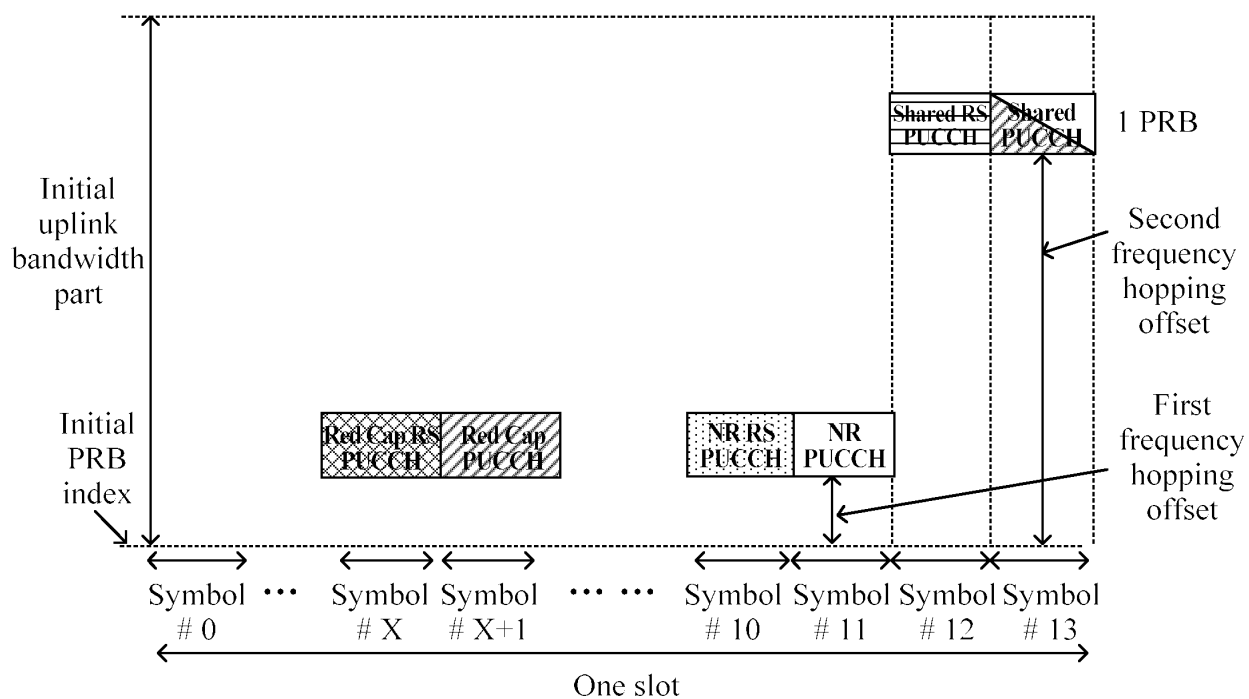 Shared RS
PUCCH
Shared
PUCCH
1 PRB
Initial
uplink
bandwidth
part
Second
frequency
hopping
offset
Initial
PRB
index
Red Cap RS
PUCCH
Red Cap
PUCCH
NR RS
PUCCH
NR
PUCCH
First
frequency
hopping
offset
Symbol
# 0
...
Symbol
# X
Symbol
# X+1
... ...
Symbol
# 10
Symbol
# 11
Symbol
# 12
Symbol
# 13
One slot